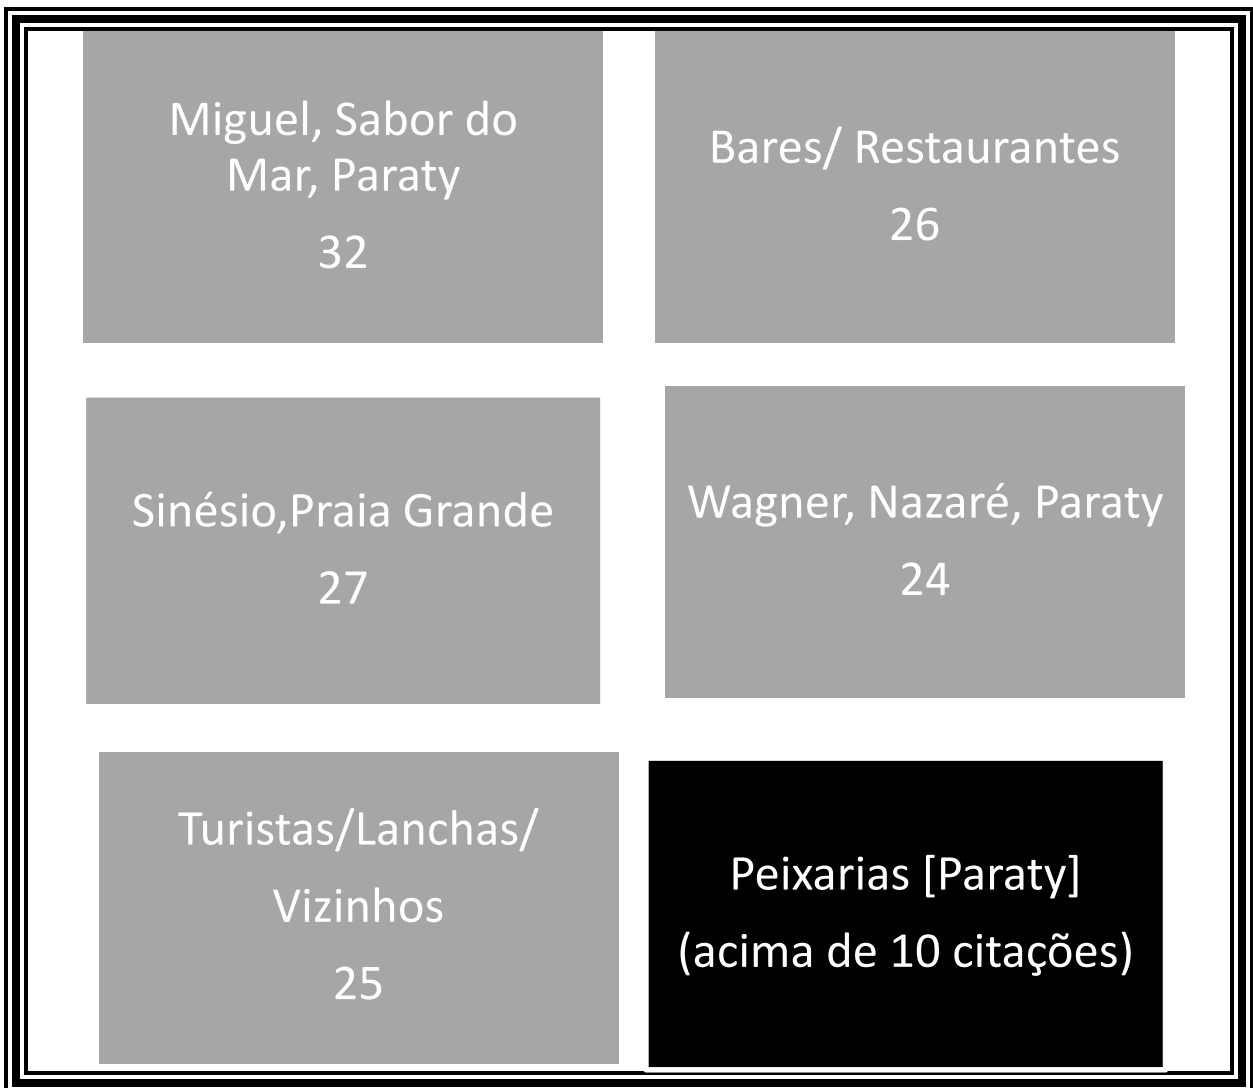 Miguel, Sabor do
Mar, Paraty
32
Bares/ Restaurantes
26
Sinésio,Praia Grande
27
Wagner, Nazaré, Paraty
24
Turistas/Lanchas/
Vizinhos
25
Peixarias [Paraty]
(acima de 10 citações)